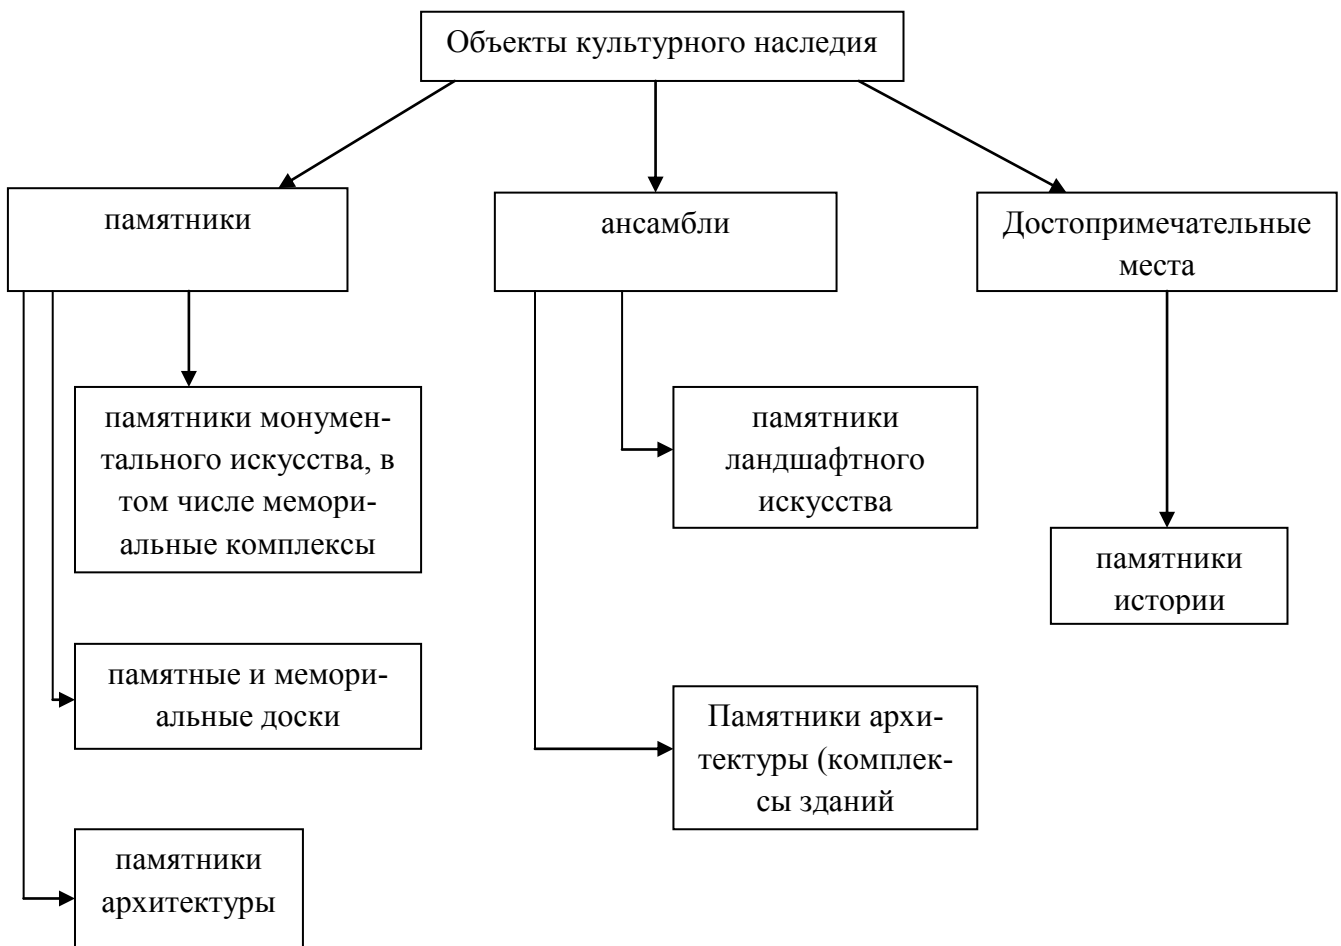 Объекты культурного наследия
памятники
ансамбли
Достопримечательные
места
памятники монумен-
тального искусства, в
том числе мемори-
альные комплексы
памятники
ландшафтного
искусства
памятники
истории
памятные и мемори-
альные доски
Памятники архи-
тектуры (комплек-
сы зданий
памятники
архитектуры